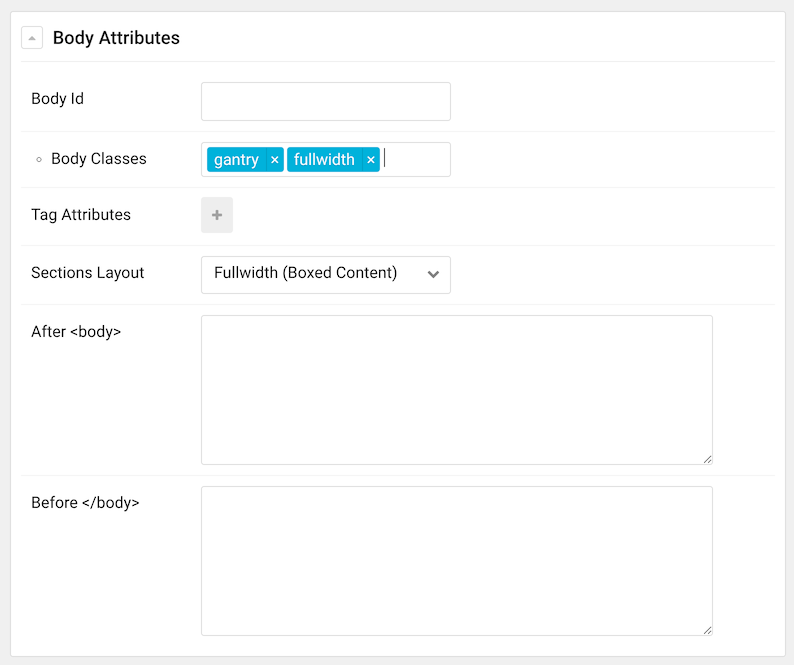 Body Attributes
Body Id
Body Classes
gantry × fullwidth ×
Tag Attributes
+
Sections Layout
Fullwidth (Boxed Content)
After <body>
Before </body>